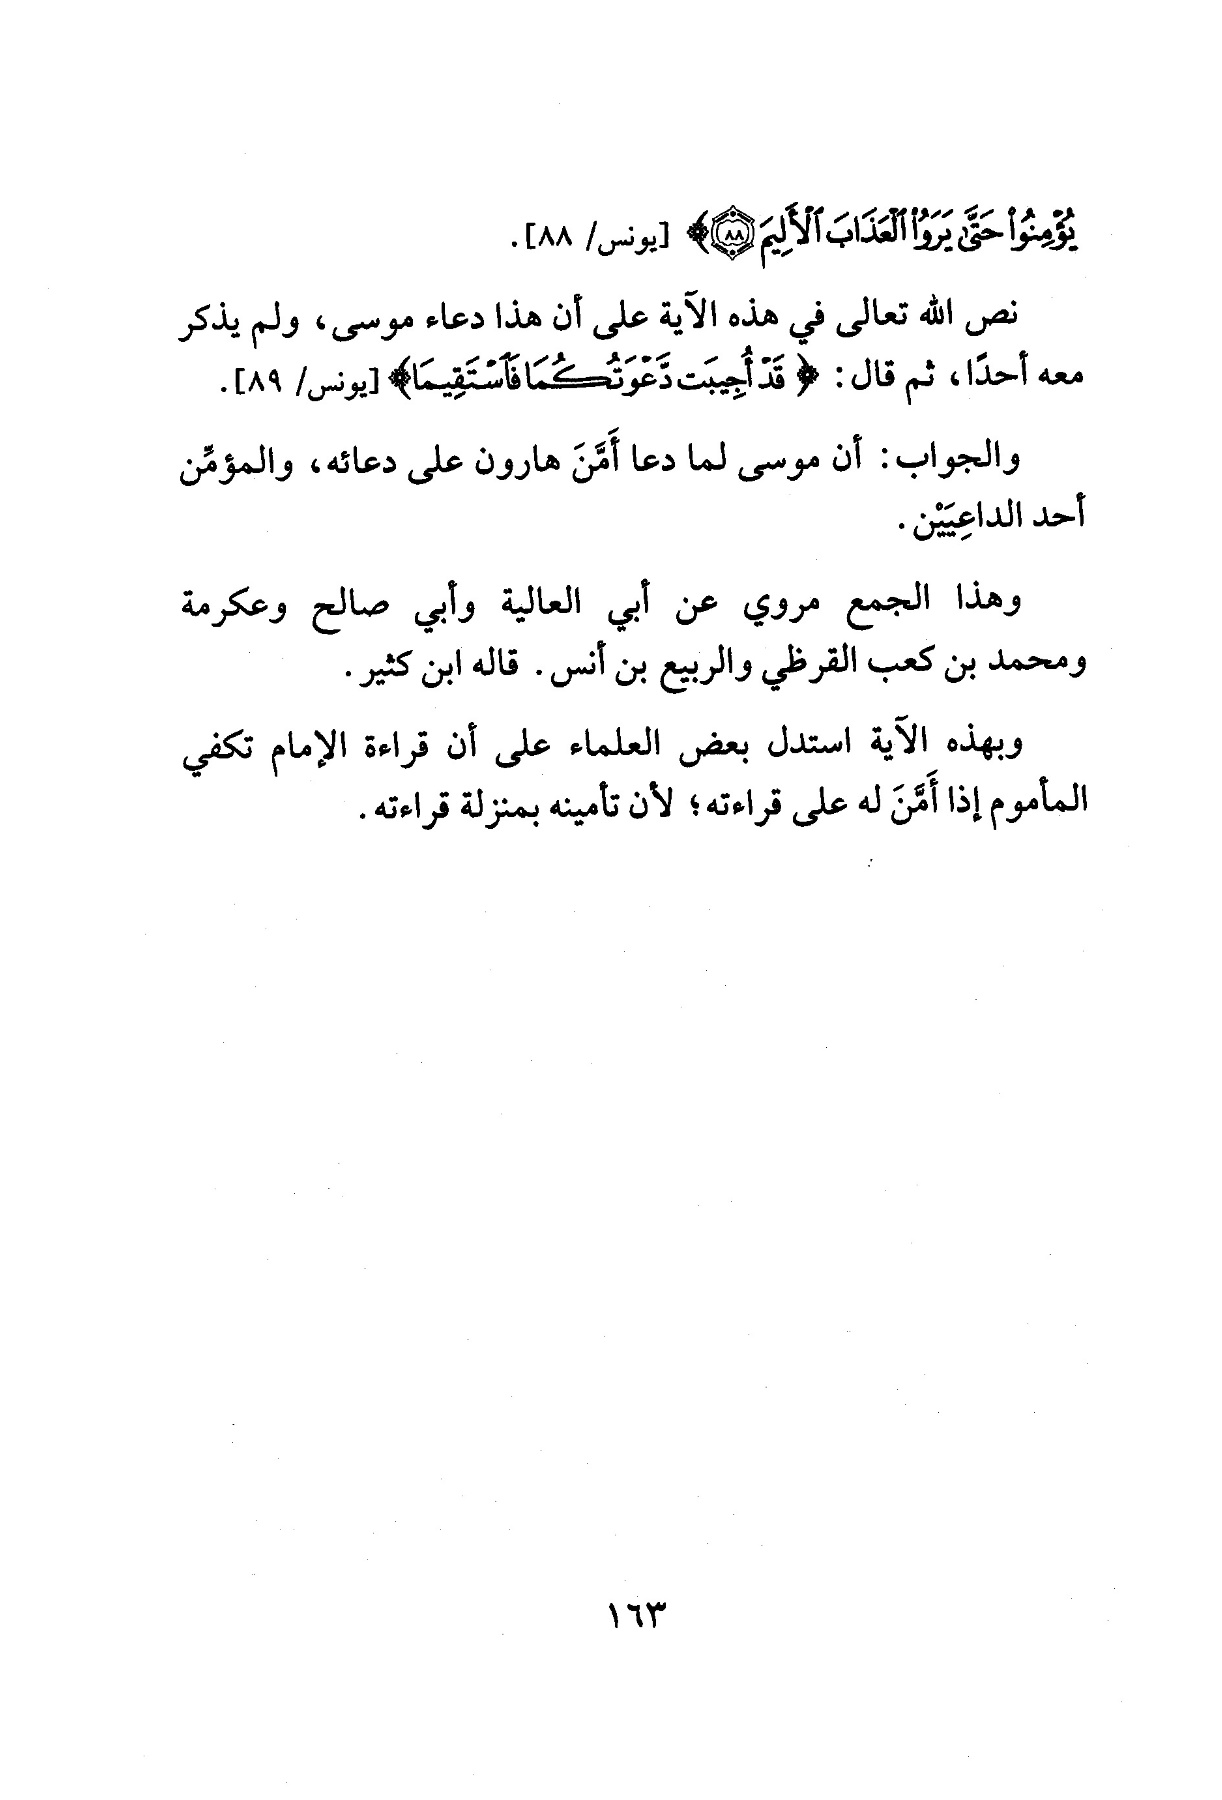 يُؤْمِنُوا۟ حَتَّىٰ يَرَوُا۟ ٱلْعَذَابَ ٱلْأَلِيمَ ﴿٨٨﴾﴾ [يونس/ ٨٨].
نص الله تعالى في هذه الآية على أن هذا دعاء موسى، ولم يذكر
معه أحدًا، ثم قال: ﴿قَدْ أُجِيبَت دَّعْوَتُكُمَا فَٱسْتَقِيمَا﴾ [يونس/ ٨٩].
والجواب: أن موسى لما دعا أَمَّنَ هارون على دعائه، والمؤمِّن
أحد الداعِيَيْن.
وهذا الجمع مروي عن أبي العالية وأبي صالح وعكرمة
ومحمد بن كعب القرظي والربيع بن أنس. قاله ابن كثير.
وبهذه الآية استدل بعض العلماء على أن قراءة الإمام تكفي
المأموم إذا أَمَّنَ له على قراءته؛ لأن تأمينه بمنزلة قراءته.
١٦٣